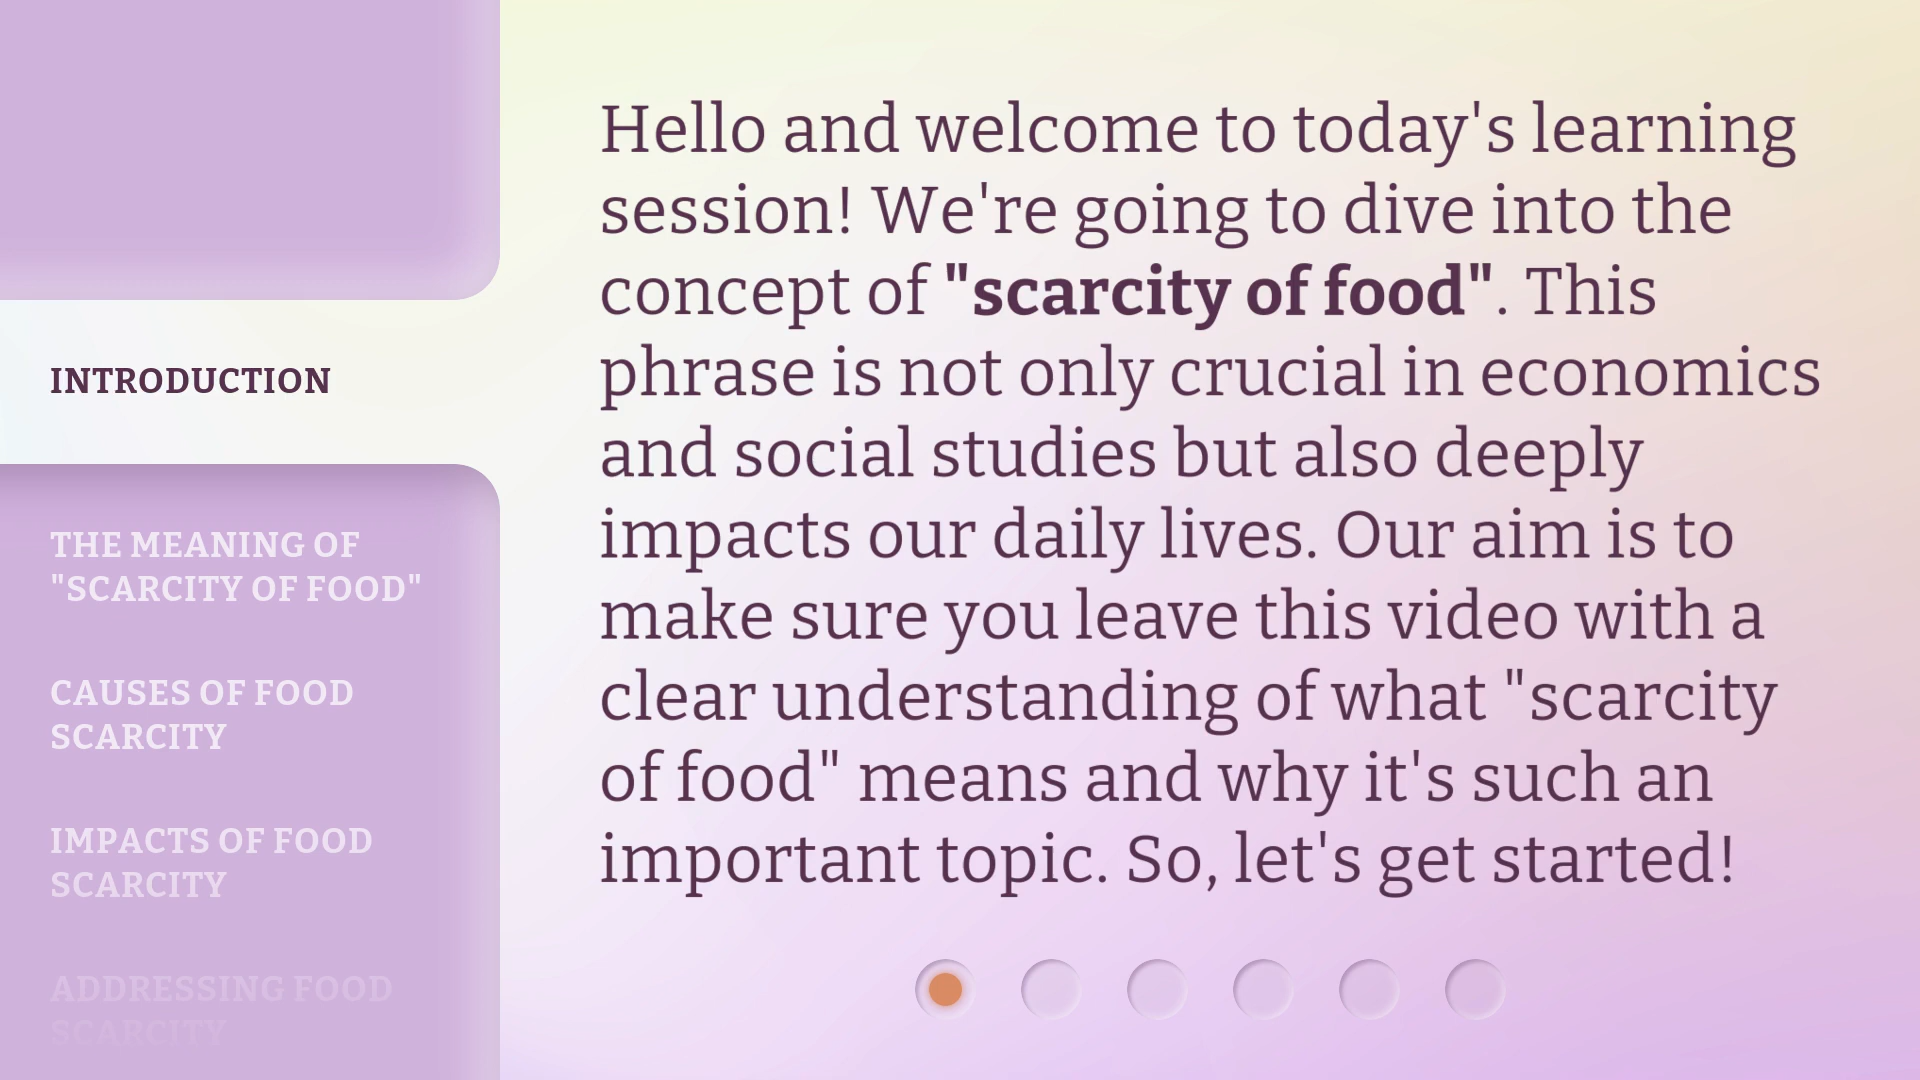 INTRODUCTION
THE MEANING OF
"SCARCITY OF FOOD"
CAUSES OF FOOD
SCARCITY
IMPACTS OF FOOD
SCARCITY
ADDRESSING FOOD
SCARCITY
Hello and welcome to today's learning
session! We're going to dive into the
concept of "scarcity of food". This
phrase is not only crucial in economics
and social studies but also deeply
impacts our daily lives. Our aim is to
make sure you leave this video with a
clear understanding of what "scarcity
of food" means and why it's such an
important topic. So, let's get started!